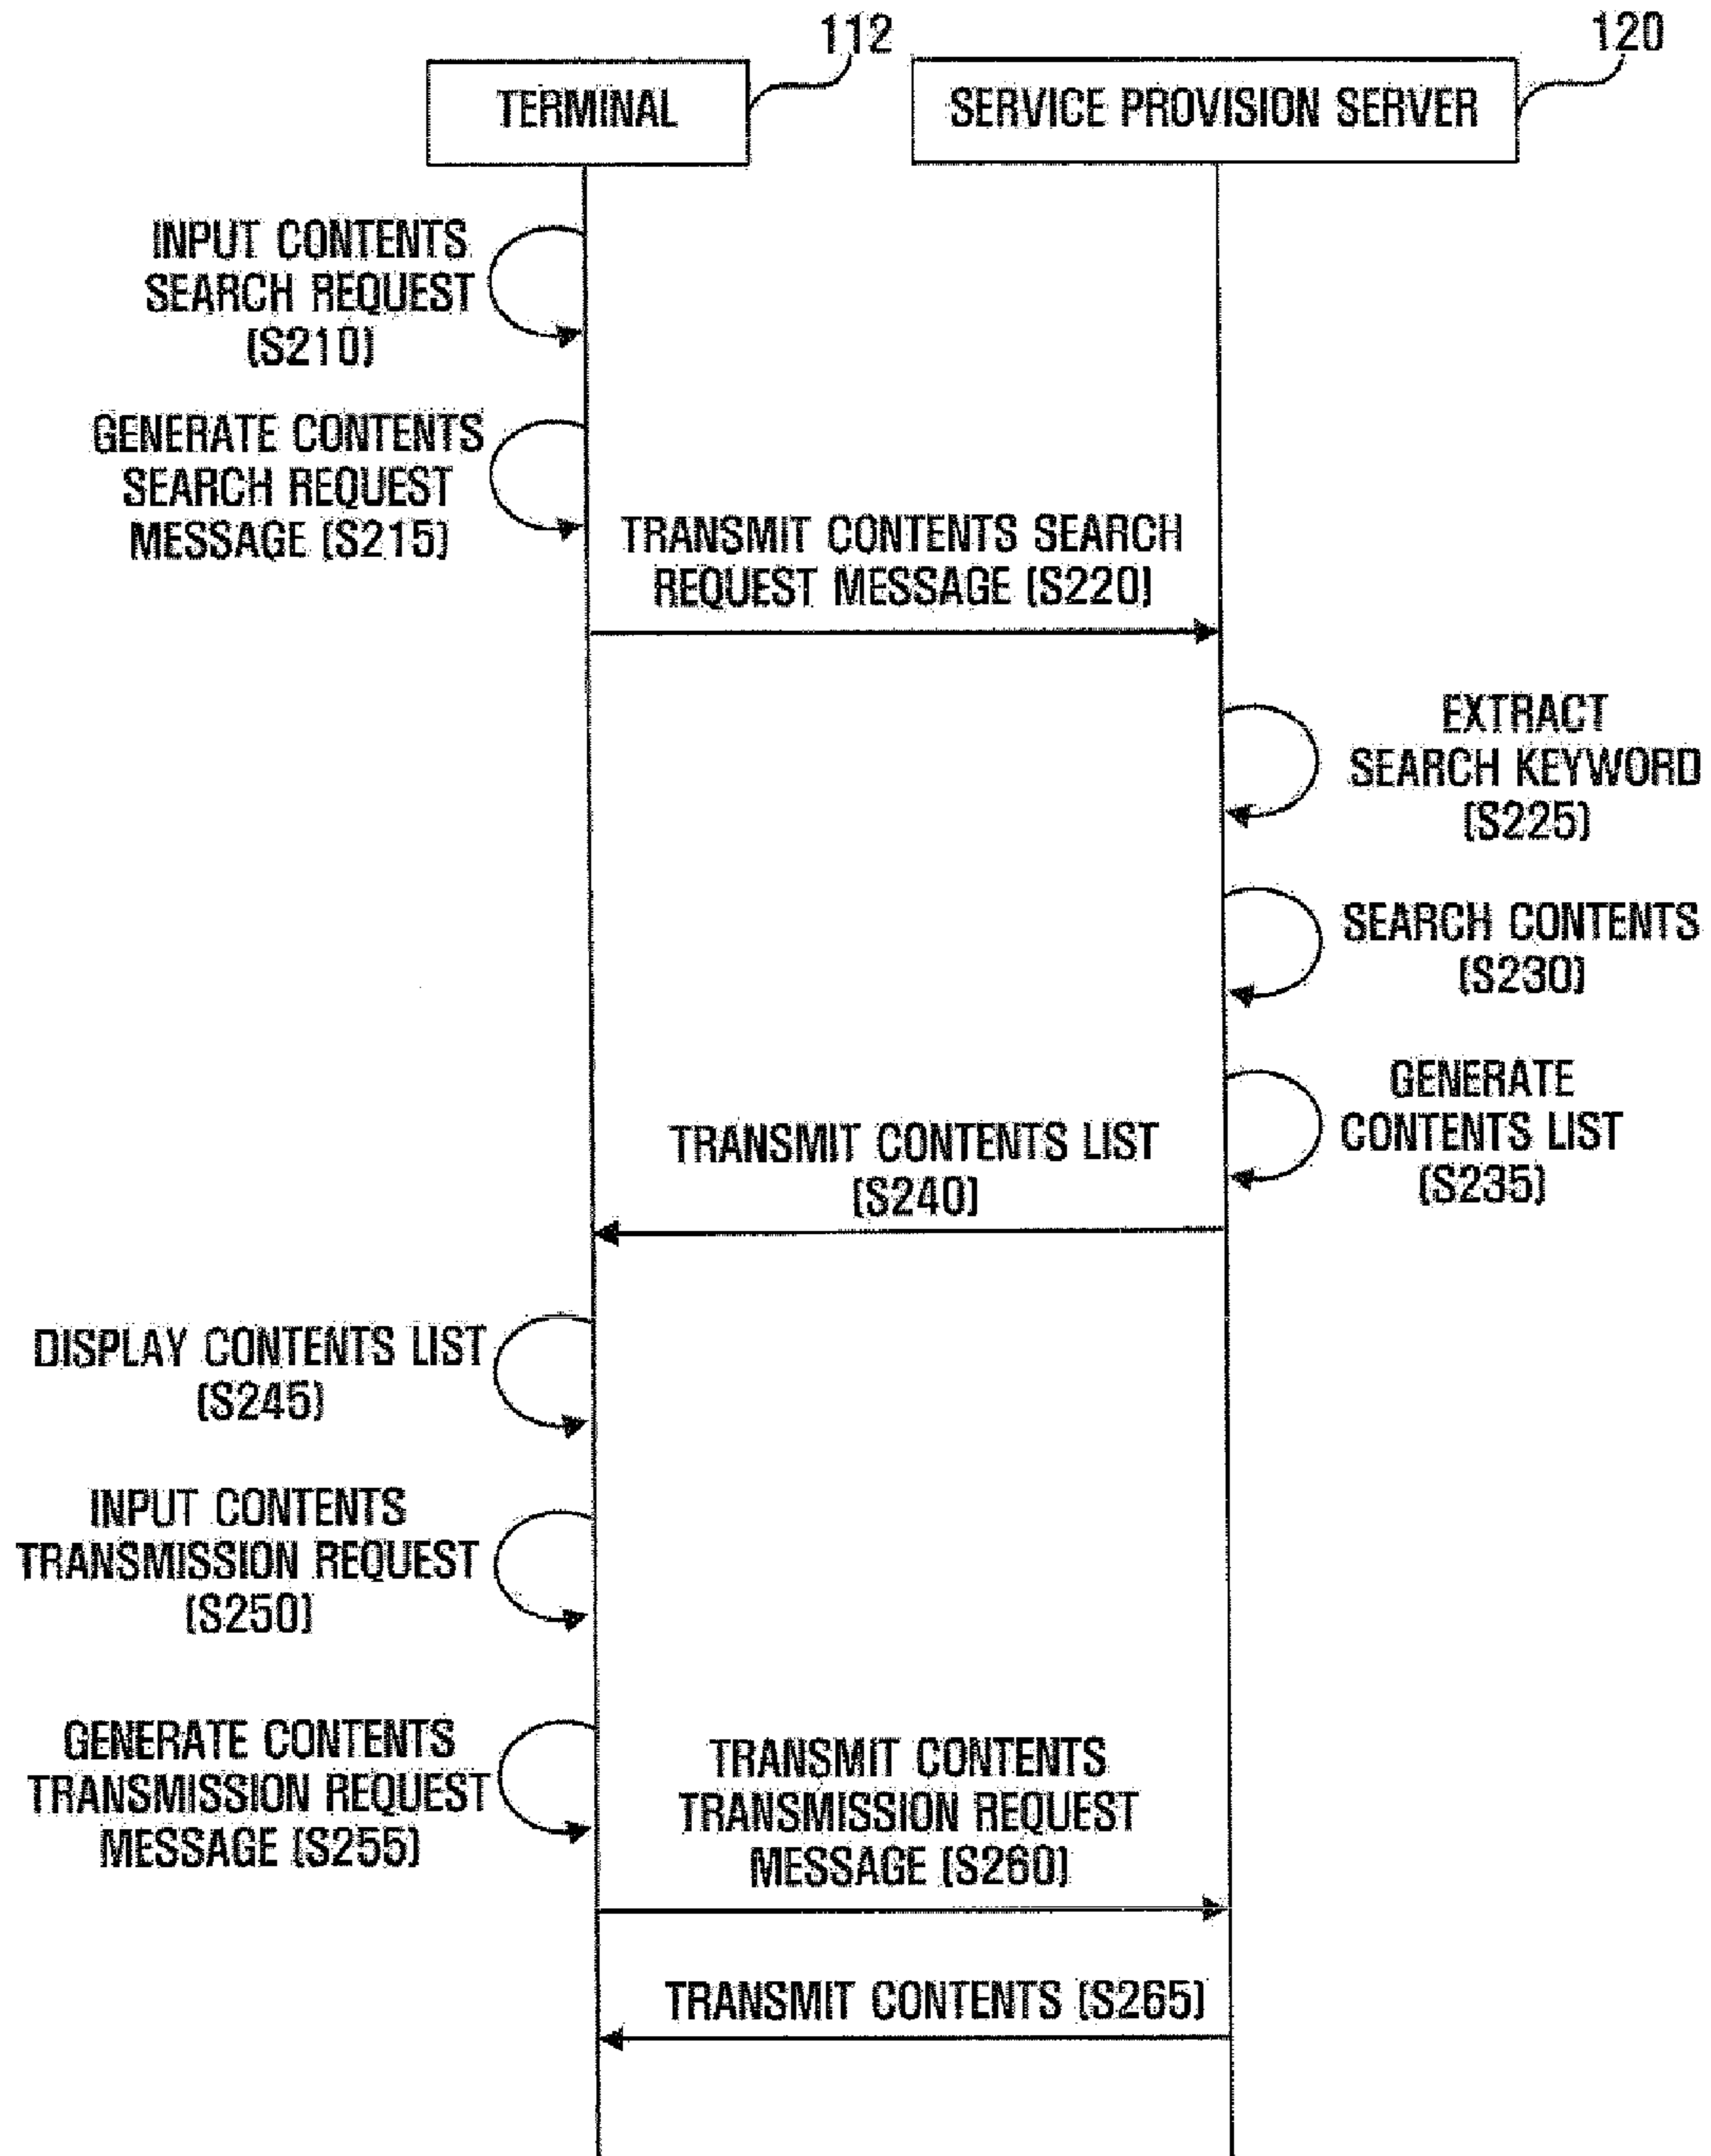 112
120
TERMINAL
SERVICE PROVISION SERVER
INPUT CONTENTS
SEARCH REQUEST
(S210)
GENERATE CONTENTS
SEARCH REQUEST
MESSAGE (S215)
TRANSMIT CONTENTS SEARCH
REQUEST MESSAGE (S220)
EXTRACT
SEARCH KEYWORD
(S225)
SEARCH CONTENTS
(S230)
GENERATE
CONTENTS LIST
(S235)
TRANSMIT CONTENTS LIST
(S240)
DISPLAY CONTENTS LIST
(S245)
INPUT CONTENTS
TRANSMISSION REQUEST
(S250)
GENERATE CONTENTS
TRANSMISSION REQUEST
MESSAGE (S255)
TRANSMIT CONTENTS
TRANSMISSION REQUEST
MESSAGE (S260)
TRANSMIT CONTENTS (S265)